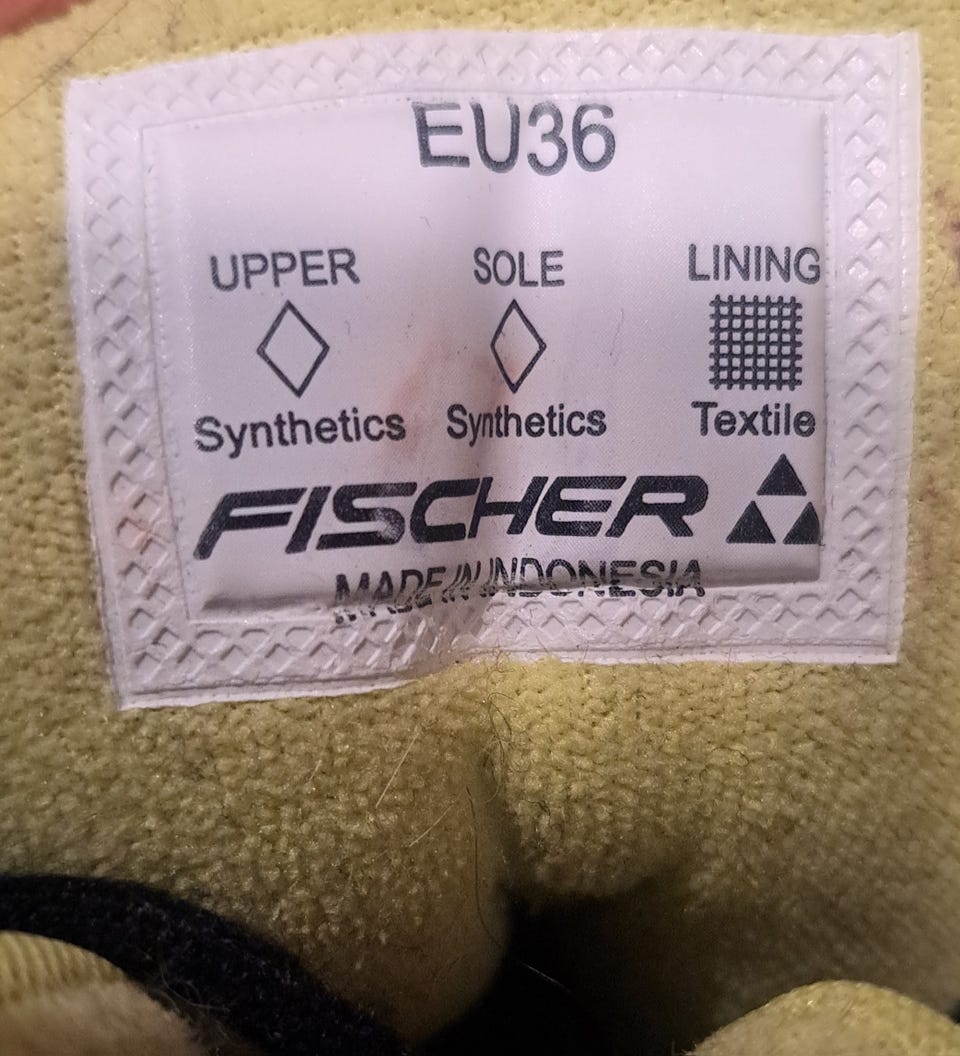 EU36
UPPER SOLE LINING
Synthetics Synthetics Textile
FISCHER
MADE IN INDONESIA